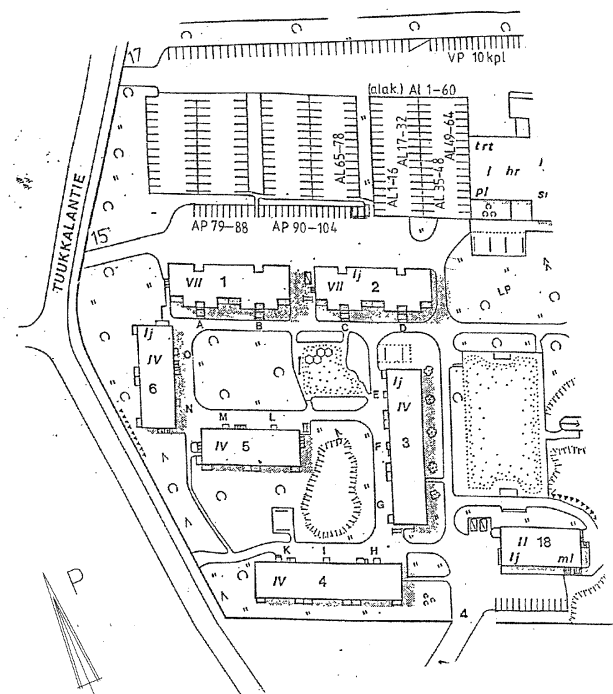 17
VP 10 kpl
(alak.) Al 1-60
AL 65-78
AL 1-16
AL 17-32
AL 35-48
AL 49-64
trt
l hr
pl
AP 79-88
AP 90-104
15
TUUKKALANTIE
VII 1
VII lj 2
LP
A
B
C
D
lj
IV
6
O
N
M
L
IV 5
E
lj
IV
3
F
G
K
I
H
IV 4
II 18
lj ml
4
P